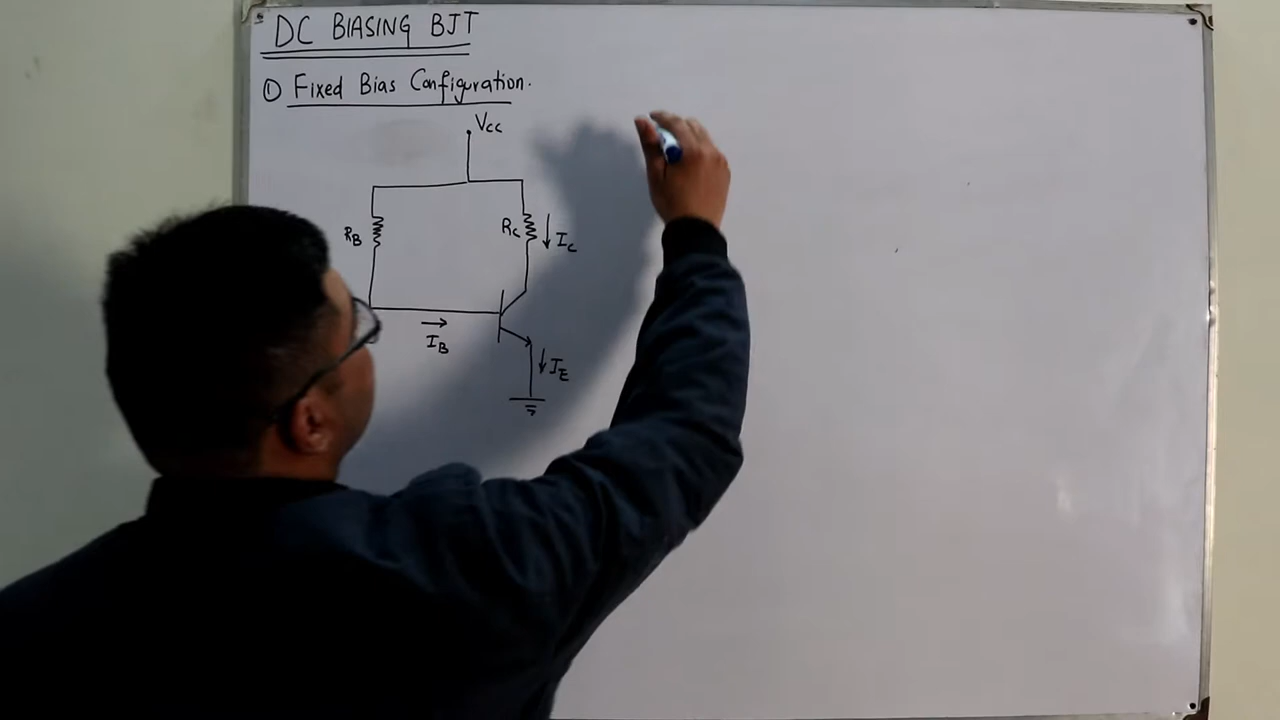 DC BIASING BJT
① Fixed Bias Configuration.
Vcc
RB
Rc
Ic
IB
IE